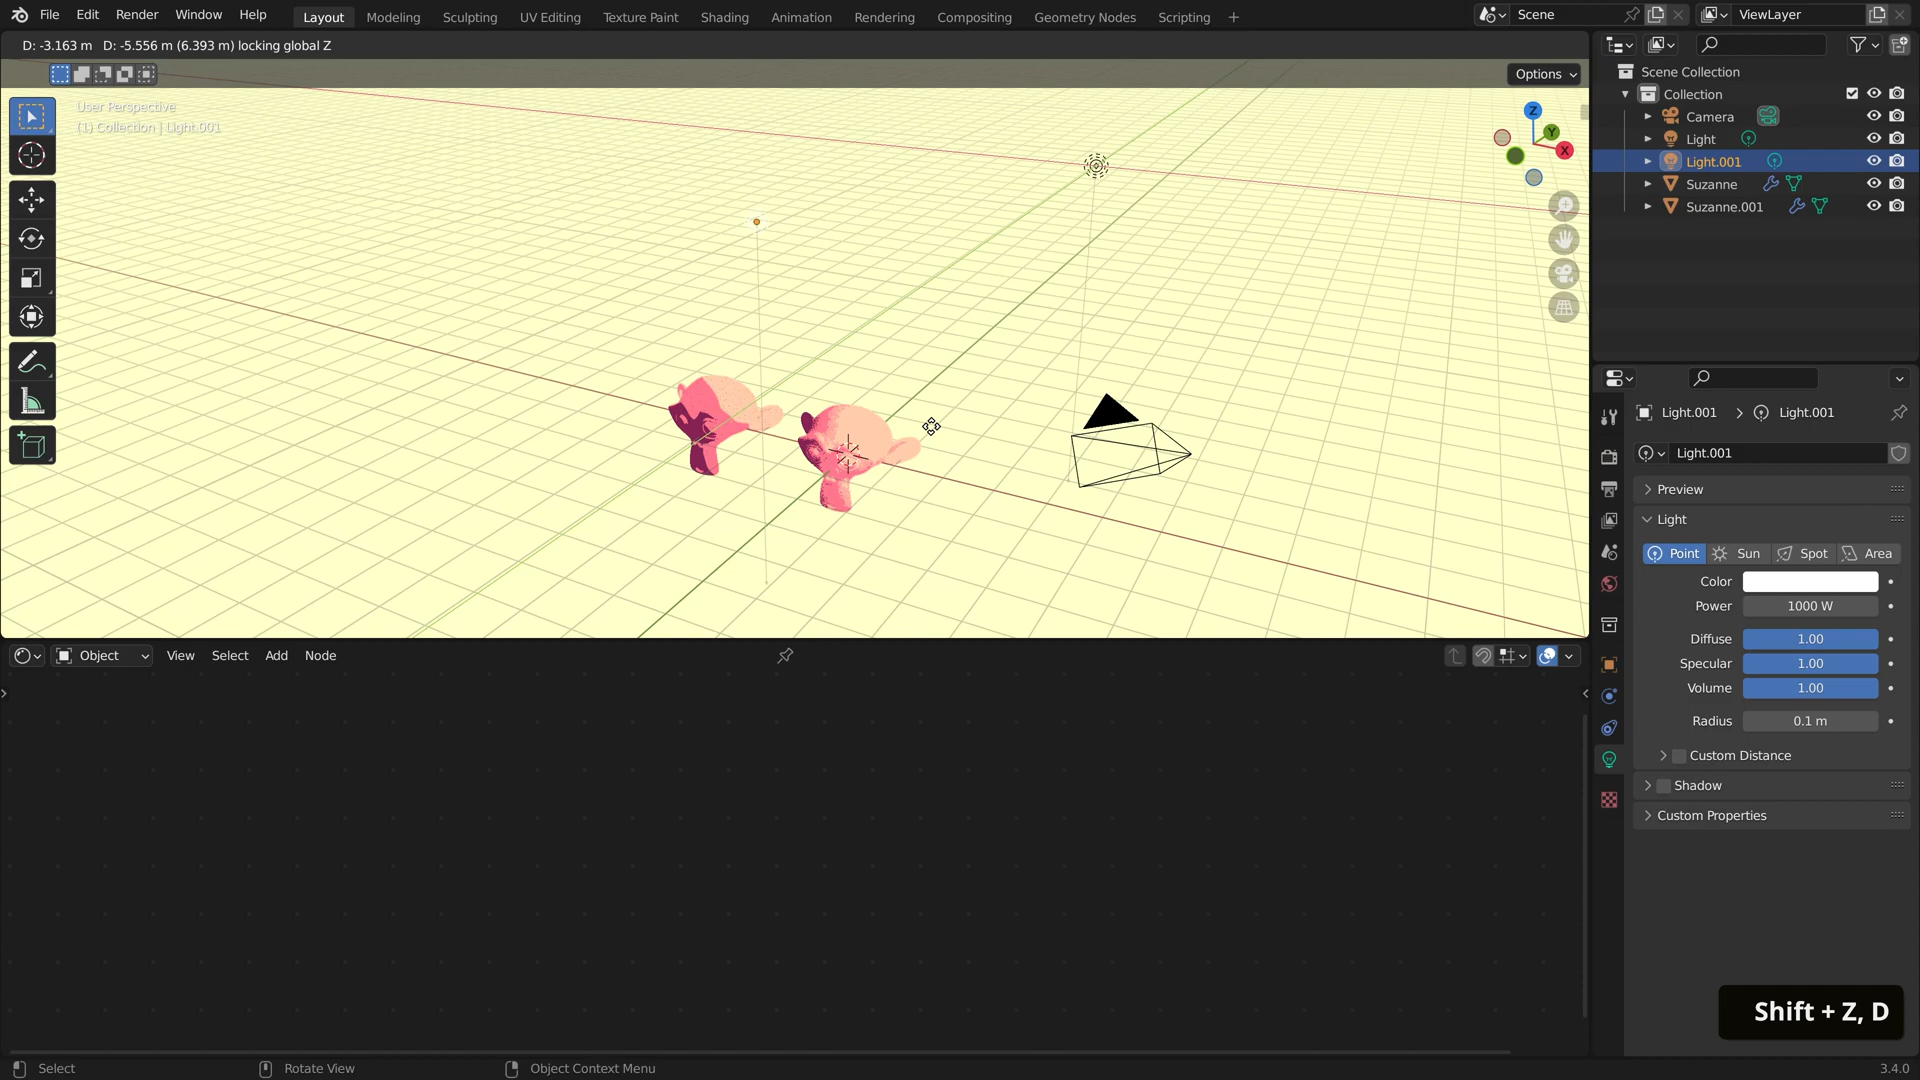 File Edit Render Window Help Layout Modeling Sculpting UV Editing Texture Paint Shading Animation Rendering Compositing Geometry Nodes Scripting + Scene ViewLayer
D: -3.163 m D: -5.556 m (6.393 m) locking global Z
Options
User Perspective
(1) Collection | Light.001
Z
Y
X
Scene Collection
Collection
Camera
Light
Light.001
Suzanne
Suzanne.001
Light.001 > Light.001
Light.001
Preview
Light
Point Sun Spot Area
Color
Power 1000 W
Diffuse 1.00
Specular 1.00
Volume 1.00
Radius 0.1 m
Custom Distance
Shadow
Custom Properties
Object View Select Add Node
Shift + Z, D
Select Rotate View Object Context Menu 3.4.0